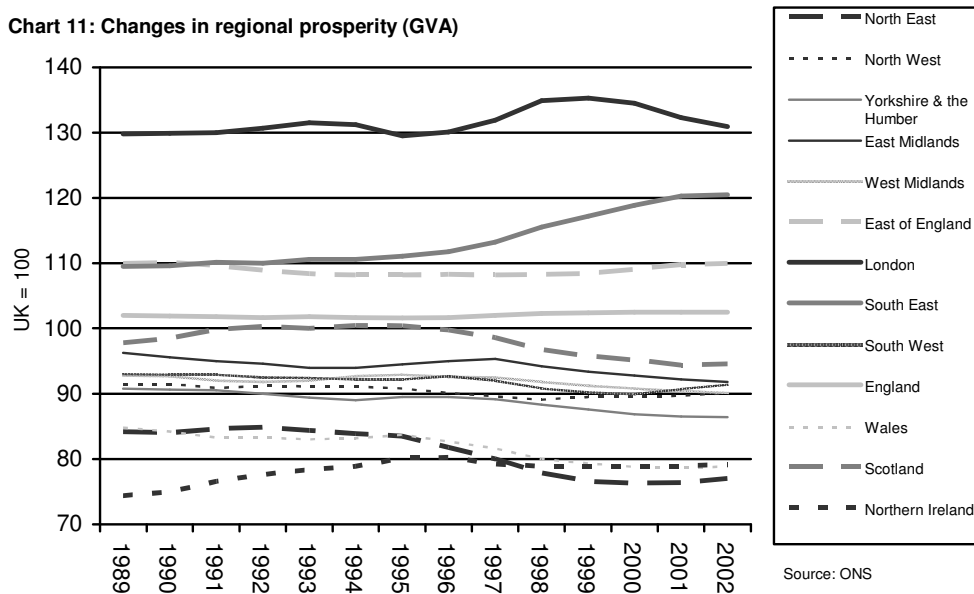 Chart 11: Changes in regional prosperity (GVA)
140
130
120
110
100
90
80
70
UK = 100
1989
1990
1991
1992
1993
1994
1995
1996
1997
1998
1999
2000
2001
2002
North East
North West
Yorkshire & the
Humber
East Midlands
West Midlands
East of England
London
South East
South West
England
Wales
Scotland
Northern Ireland
Source: ONS